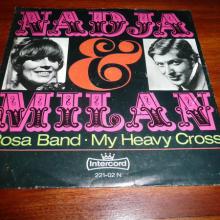 NADJA
&
MILAN
Rosa Band · My Heavy Cross
Intercord
221-02 N